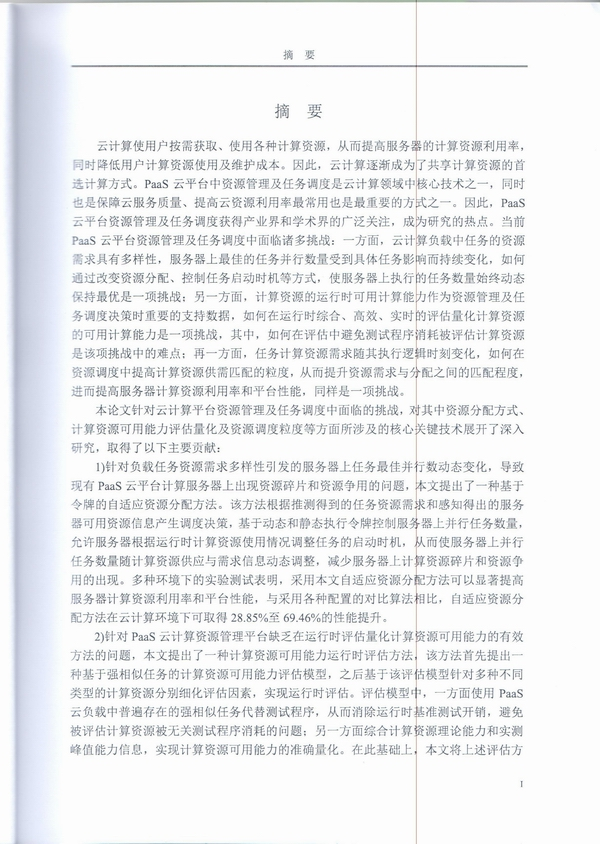 摘 要
摘 要
云计算使用户按需获取、使用各种计算资源，从而提高服务器的计算资源利用率，
同时降低用户计算资源使用及维护成本。因此，云计算逐渐成为了共享计算资源的首
选计算方式。PaaS 云平台中资源管理及任务调度是云计算领域中核心技术之一，同时
也是保障云服务质量、提高云资源利用率最常用也是最重要的方式之一。因此，PaaS
云平台资源管理及任务调度获得产业界和学术界的广泛关注，成为研究的热点。当前
PaaS 云平台资源管理及任务调度中面临诸多挑战：一方面，云计算负载中任务的资源
需求具有多样性，服务器上最佳的任务并行数量受到具体任务影响而持续变化，如何
通过改变资源分配、控制任务启动时机等方式，使服务器上执行的任务数量始终动态
保持最优是一项挑战；另一方面，计算资源的运行时可用计算能力作为资源管理及任
务调度决策时重要的支持数据，如何在运行时综合、高效、实时的评估量化计算资源
的可用计算能力是一项挑战，其中，如何在评估中避免测试程序消耗被评估计算资源
是该项挑战中的难点；再一方面，任务计算资源需求随其执行逻辑时刻变化，如何在
资源调度中提高计算资源供需匹配的粒度，从而提升资源需求与分配之间的匹配程度，
进而提高服务器计算资源利用率和平台性能，同样是一项挑战。
本论文针对云计算平台资源管理及任务调度中面临的挑战，对其中资源分配方式、
计算资源可用能力评估量化及资源调度粒度等方面所涉及的核心关键技术展开了深入
研究，取得了以下主要贡献：
1)针对负载任务资源需求多样性引发的服务器上任务最佳并行数动态变化，导致
现有 PaaS 云平台计算服务器上出现资源碎片和资源争用的问题，本文提出了一种基于
令牌的自适应资源分配方法。该方法根据推测得到的任务资源需求和感知得出的服务
器可用资源信息产生调度决策，基于动态和静态执行令牌控制服务器上并行任务数量，
允许服务器根据运行时计算资源使用情况调整任务的启动时机，从而使服务器上并行
任务数量随计算资源供应与需求信息动态调整，减少服务器上计算资源碎片和资源争
用的出现。多种环境下的实验测试表明，采用本文自适应资源分配方法可以显著提高
服务器计算资源利用率和平台性能，与采用各种配置的对比算法相比，自适应资源分
配方法在云计算环境下可取得 28.85%至 69.46%的性能提升。
2)针对 PaaS 云计算资源管理平台缺乏在运行时评估量化计算资源可用能力的有效
方法的问题，本文提出了一种计算资源可用能力运行时评估方法，该方法首先提出一
种基于强相似任务的计算资源可用能力评估模型，之后基于该评估模型针对多种不同
类型的计算资源分别细化评估因素，实现运行时评估。评估模型中，一方面使用 PaaS
云负载中普遍存在的强相似任务代替测试程序，从而消除运行时基准测试开销，避免
被评估计算资源被无关测试程序消耗的问题；另一方面综合计算资源理论能力和实测
峰值能力信息，实现计算资源可用能力的准确量化。在此基础上，本文将上述评估方
I